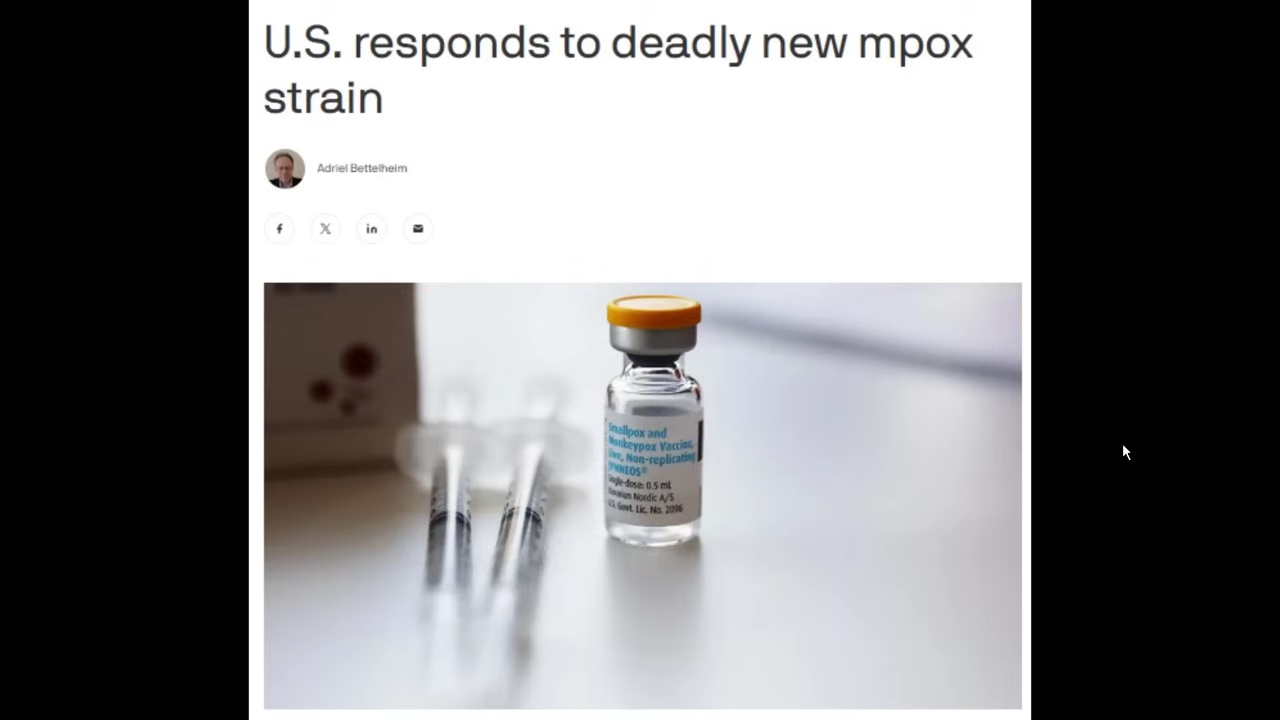 U.S. responds to deadly new mpox
strain
Adriel Bettelheim
f
X
in
Smallpox and
Monkeypox Vaccine,
Live, Non-replicating
JYNNEOS®
Single-dose: 0.5 mL
Bavarian Nordic A/S
U.S. Govt. Lic. No. 2096